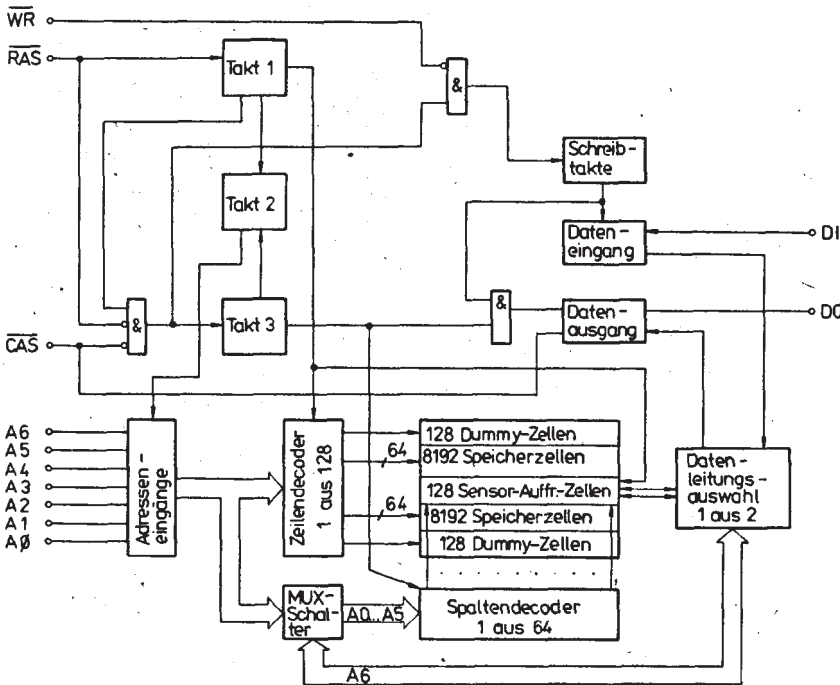 WR
RAS
Takt 1
&
Schreib-
takte
Takt 2
Daten-
eingang
DI
&
Takt 3
&
Daten-
ausgang
DO
CAS
A6
A5
A4
A3
A2
A1
AØ
Adressen-
eingänge
Zeilendecoder
1 aus 128
64
64
128 Dummy-Zellen
8192 Speicherzellen
128 Sensor-Auffr.-Zellen
8192 Speicherzellen
128 Dummy-Zellen
Daten-
leitungs-
auswahl
1 aus 2
MUX-
Schal-
ter
A0...A5
Spaltendecoder
1 aus 64
A6